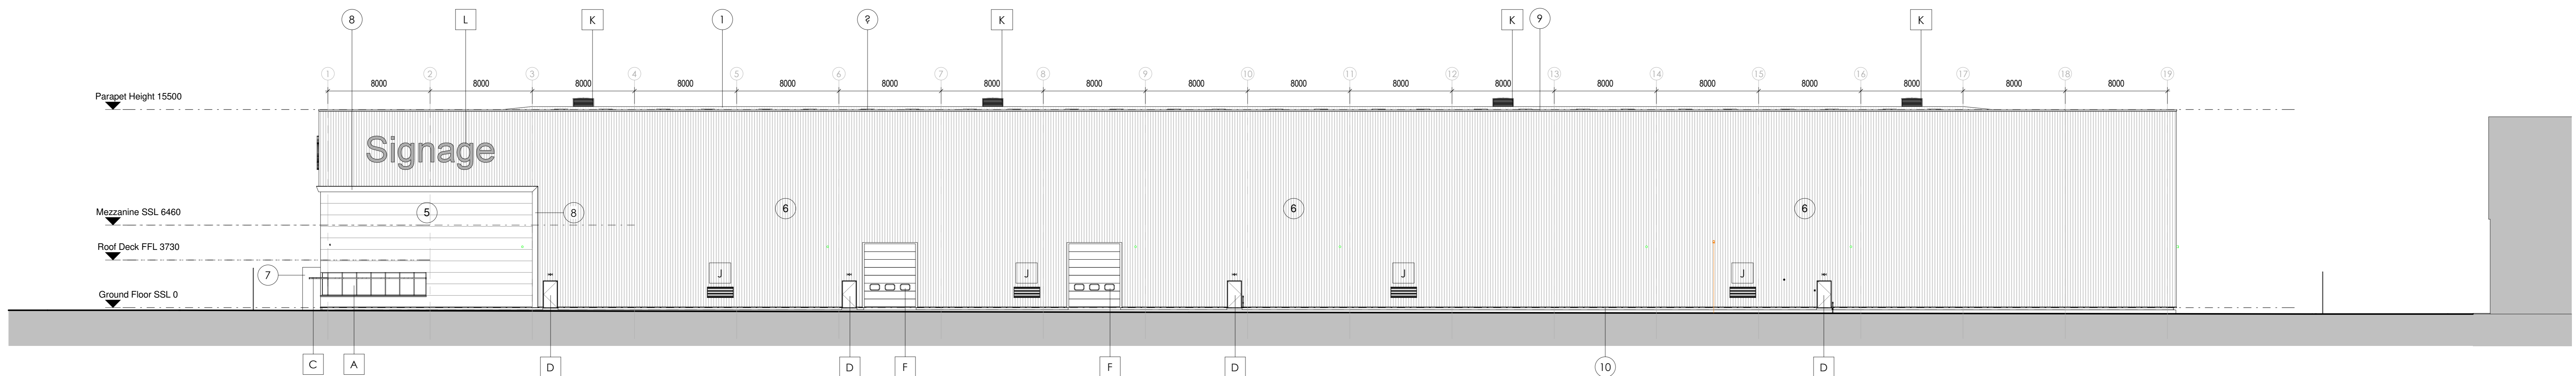 8 L K 1 ? K K 9 K
1 2 3 4 5 6 7 8 9 10 11 12 13 14 15 16 17 18 19
8000 8000 8000 8000 8000 8000 8000 8000 8000 8000 8000 8000 8000 8000 8000 8000 8000 8000
Parapet Height 15500
Signage
Mezzanine SSL 6460
5 8 6 6 6
Roof Deck FFL 3730
7 J J J J
Ground Floor SSL 0
C A D D F F D 10 D